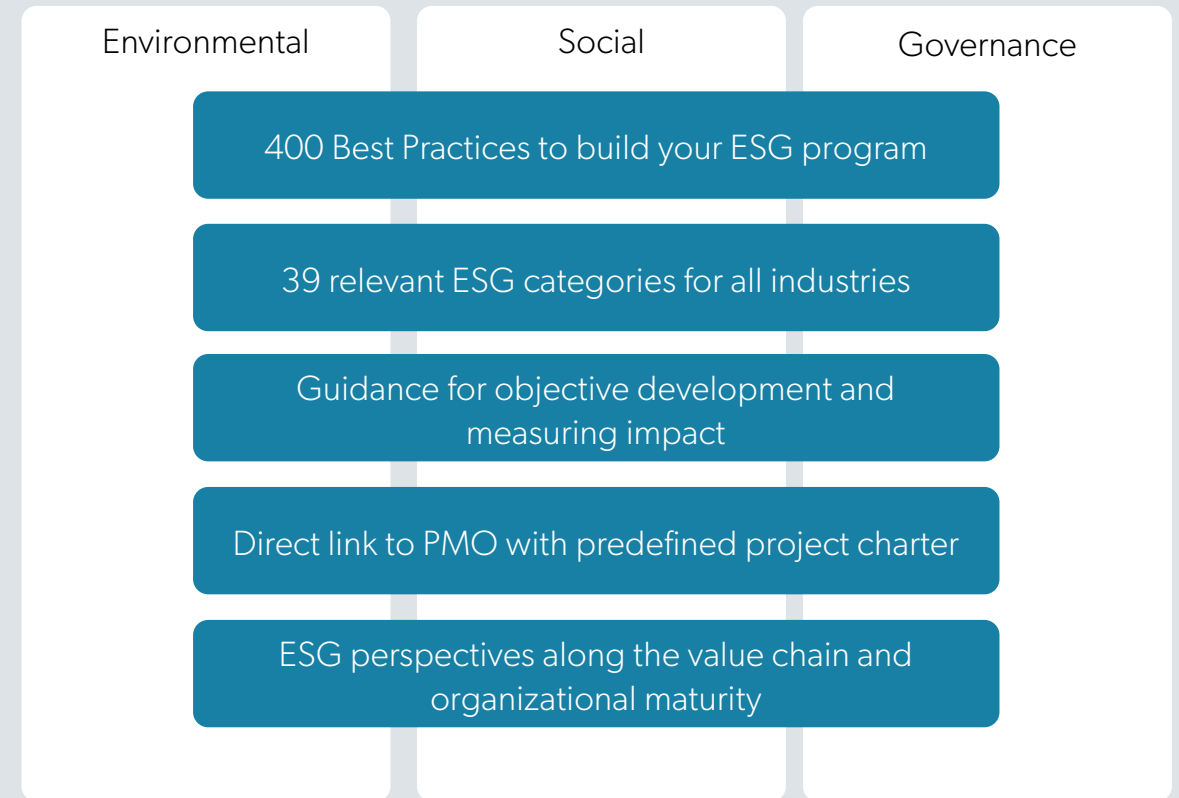 Environmental
Social
Governance
400 Best Practices to build your ESG program
39 relevant ESG categories for all industries
Guidance for objective development and
measuring impact
Direct link to PMO with predefined project charter
ESG perspectives along the value chain and
organizational maturity